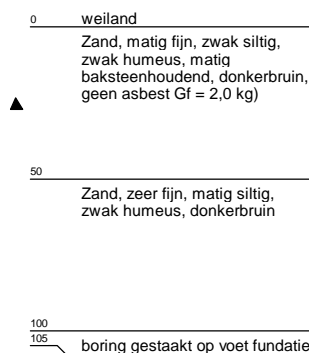 0 weiland
Zand, matig fijn, zwak siltig,
zwak humeus, matig
baksteenhoudend, donkerbruin,
geen asbest Gf = 2,0 kg)
50
Zand, zeer fijn, matig siltig,
zwak humeus, donkerbruin
100
105
boring gestaakt op voet fundatie